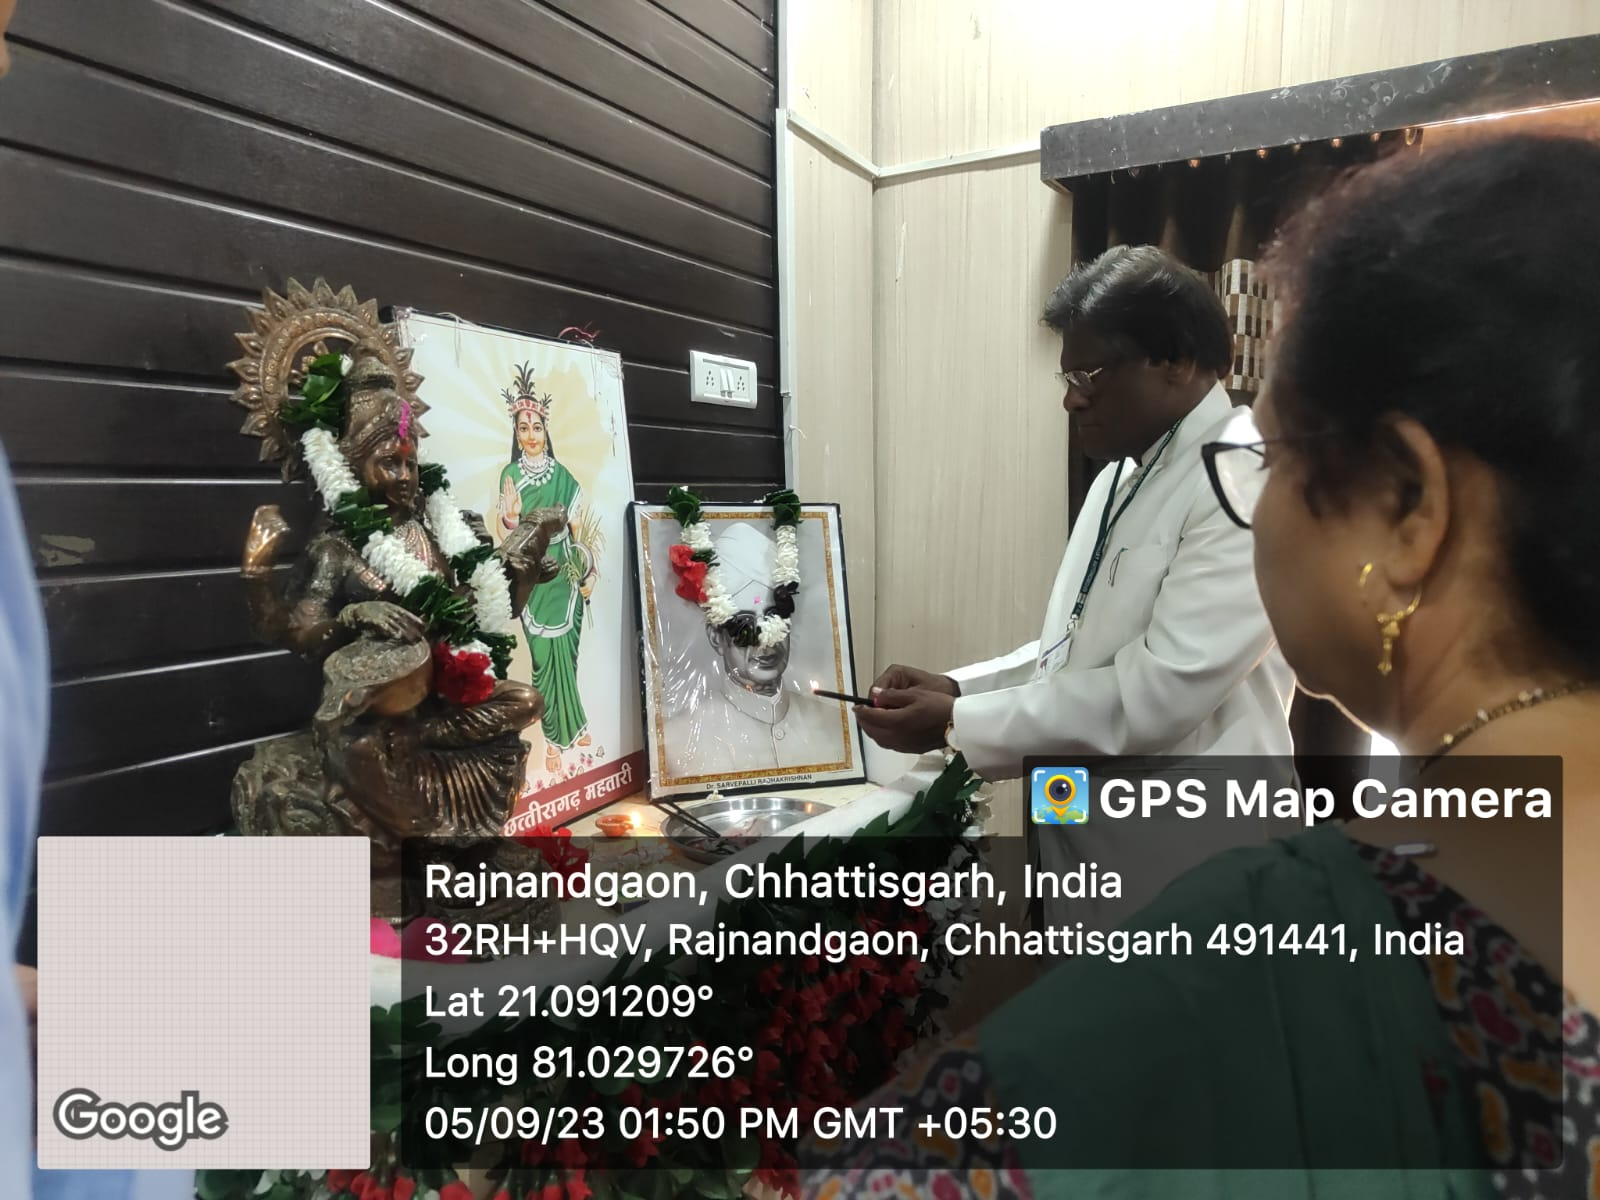 छत्तीसगढ़ महतारी
Dr. SARVEPALLI RADHAKRISHNAN
GPS Map Camera
Rajnandgaon, Chhattisgarh, India
32RH+HQV, Rajnandgaon, Chhattisgarh 491441, India
Lat 21.091209°
Long 81.029726°
05/09/23 01:50 PM GMT +05:30
Google